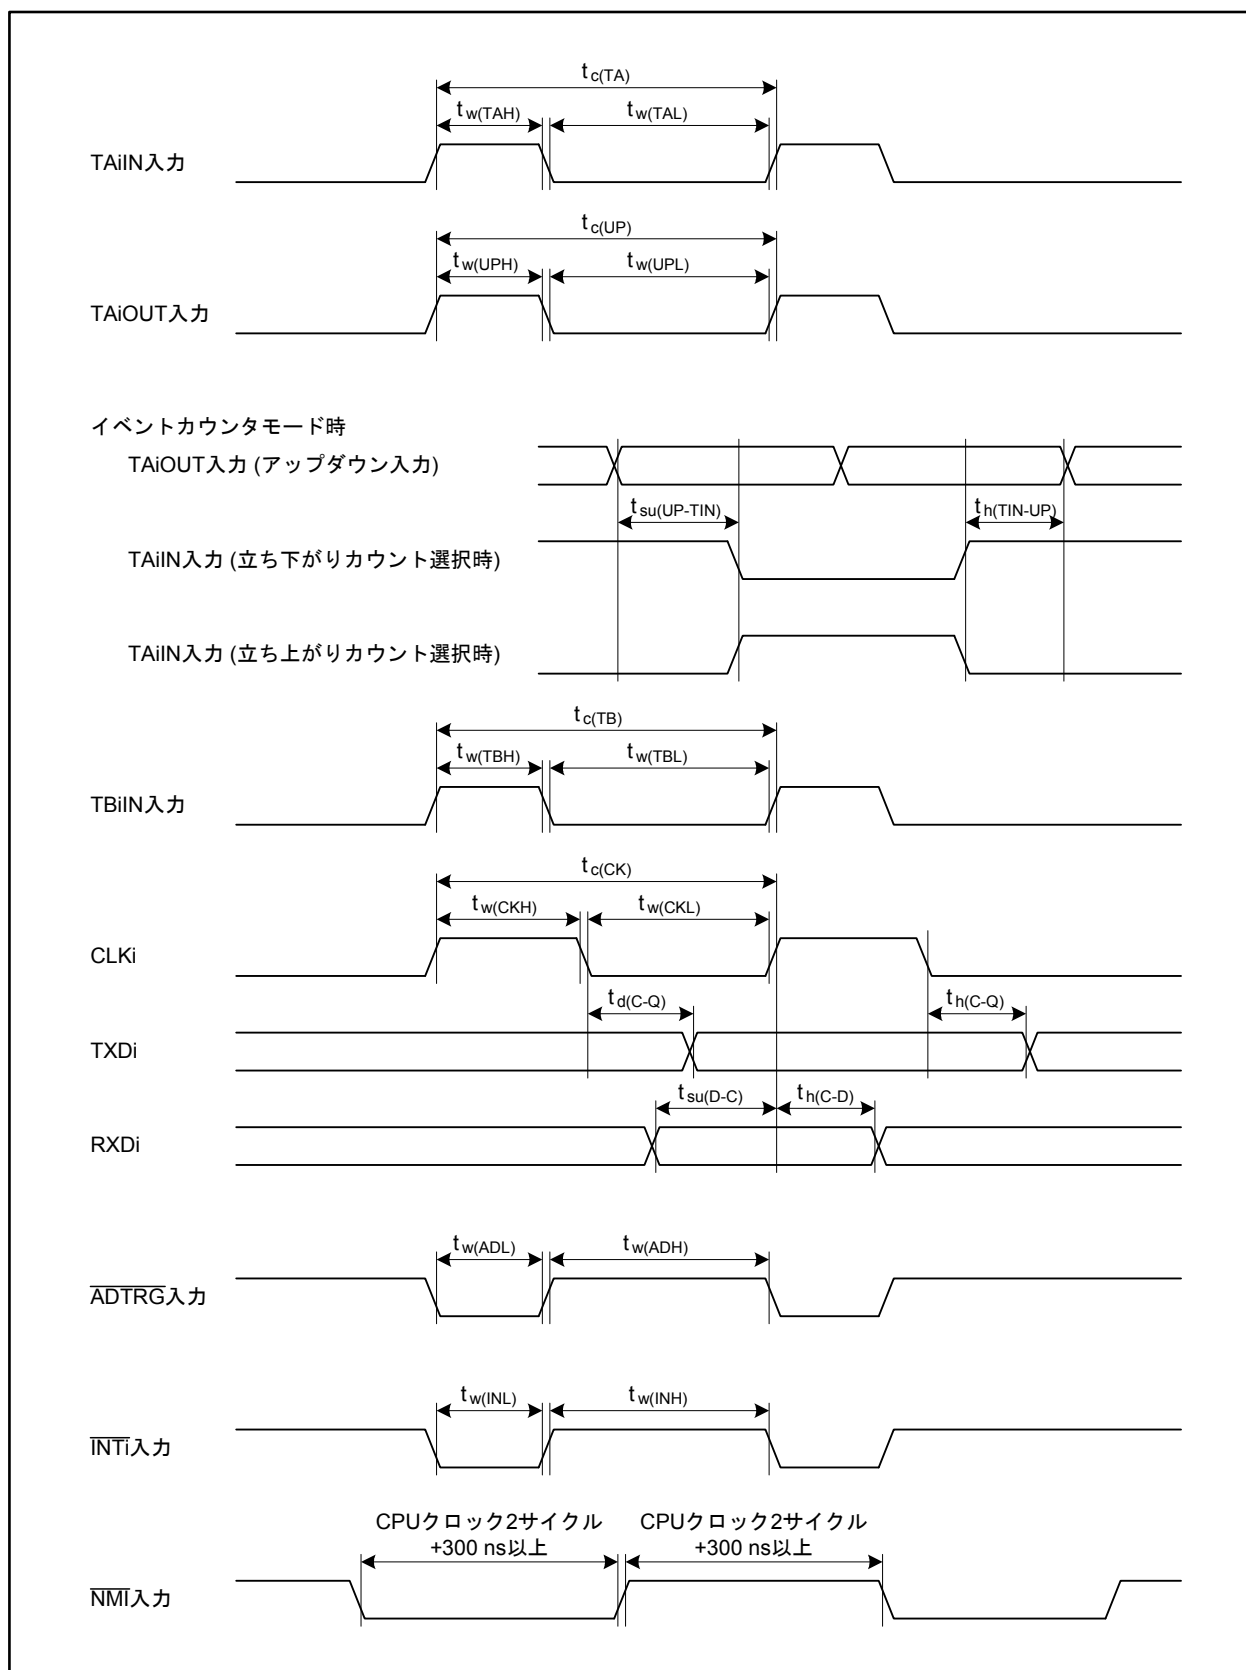 tc(TA)
tw(TAH) tw(TAL)
TAiIN入力
tc(UP)
tw(UPH) tw(UPL)
TAiOUT入力
イベントカウンタモード時
TAiOUT入力 (アップダウン入力)
tsu(UP-TIN) th(TIN-UP)
TAiIN入力 (立ち下がりカウント選択時)
TAiIN入力 (立ち上がりカウント選択時)
tc(TB)
tw(TBH) tw(TBL)
TBiIN入力
tc(CK)
tw(CKH) tw(CKL)
CLKi
td(C-Q) th(C-Q)
TXDi
tsu(D-C) th(C-D)
RXDi
tw(ADL) tw(ADH)
ADTRG入力
tw(INL) tw(INH)
INTi入力
CPUクロック2サイクル CPUクロック2サイクル
+300 ns以上 +300 ns以上
NMI入力